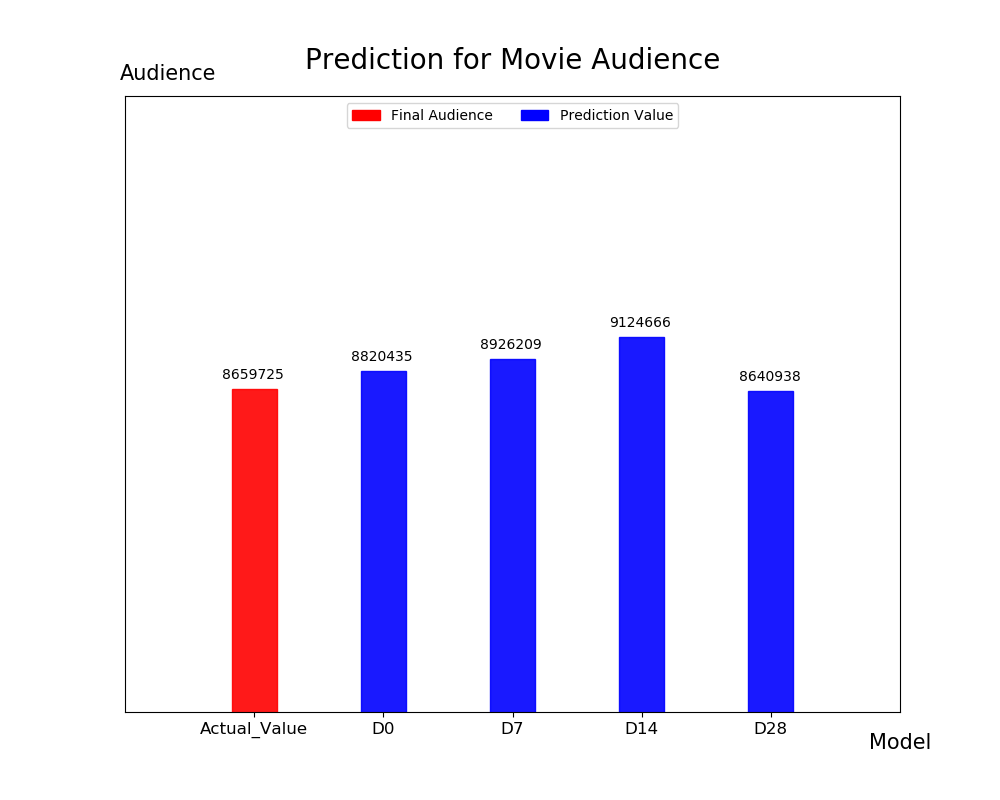 Prediction for Movie Audience
Audience
Final Audience Prediction Value
9124666
8926209
8820435
8659725
8640938
Actual_Value D0 D7 D14 D28
Model